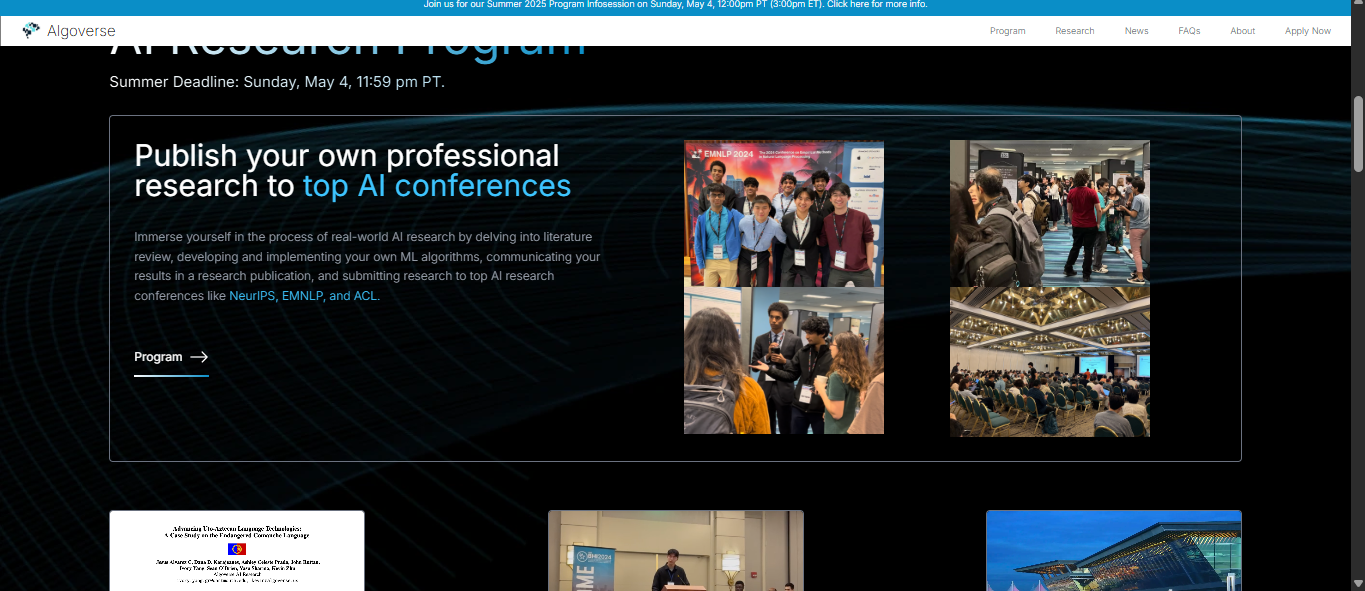 Join us for our Summer 2025 Program Infosession on Sunday, May 4, 12:00pm PT (3:00pm ET). Click here for more info.
Algoverse
Program
Research
News
FAQs
About
Apply Now
AI Research Program
Summer Deadline: Sunday, May 4, 11:59 pm PT.
Publish your own professional
research to top AI conferences
Immerse yourself in the process of real-world AI research by delving into literature
review, developing and implementing your own ML algorithms, communicating your
results in a research publication, and submitting research to top AI research
conferences like NeurIPS, EMNLP, and ACL.
Program
EMNLP 2024
Advancing Uto-Aztecan Language Technologies:
A Case Study on the Endangered Comanche Language
Algoverse AI Research